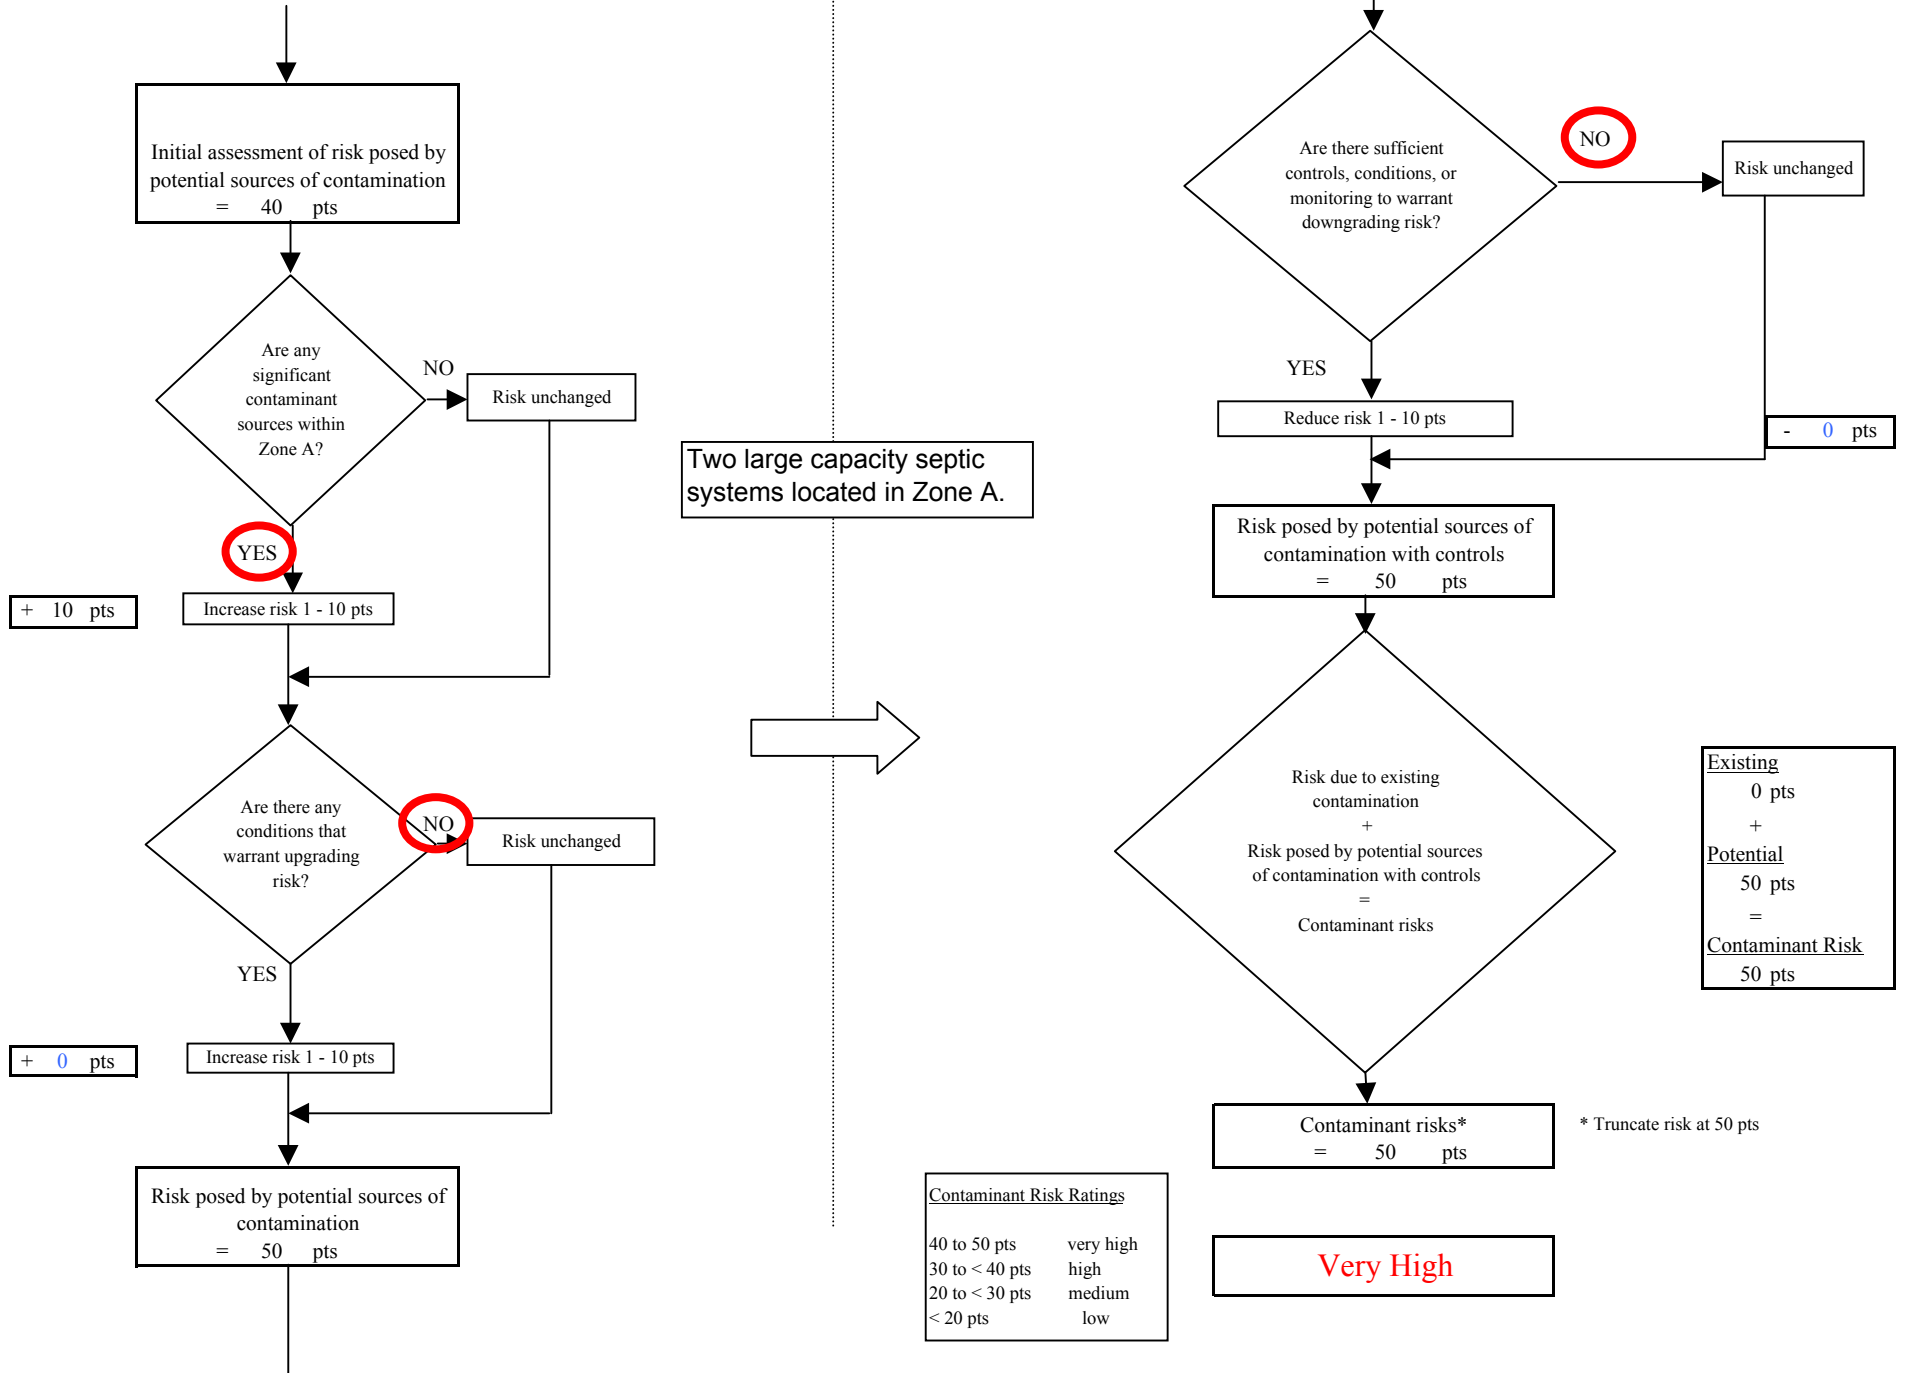 Initial assessment of risk posed by
potential sources of contamination
= 40 pts
Are any
significant
contaminant
sources within
Zone A?
NO
Risk unchanged
YES
+ 10 pts
Increase risk 1 - 10 pts
Are there any
conditions that
warrant upgrading
risk?
NO
Risk unchanged
YES
+ 0 pts
Increase risk 1 - 10 pts
Risk posed by potential sources of
contamination
= 50 pts
Two large capacity septic
systems located in Zone A.
Are there sufficient
controls, conditions, or
monitoring to warrant
downgrading risk?
NO
Risk unchanged
YES
Reduce risk 1 - 10 pts
- 0 pts
Risk posed by potential sources of
contamination with controls
= 50 pts
Risk due to existing
contamination
+
Risk posed by potential sources
of contamination with controls
=
Contaminant risks
Existing
0 pts
+
Potential
50 pts
=
Contaminant Risk
50 pts
Contaminant risks*
= 50 pts
* Truncate risk at 50 pts
Contaminant Risk Ratings
40 to 50 pts very high
30 to < 40 pts high
20 to < 30 pts medium
< 20 pts low
Very High